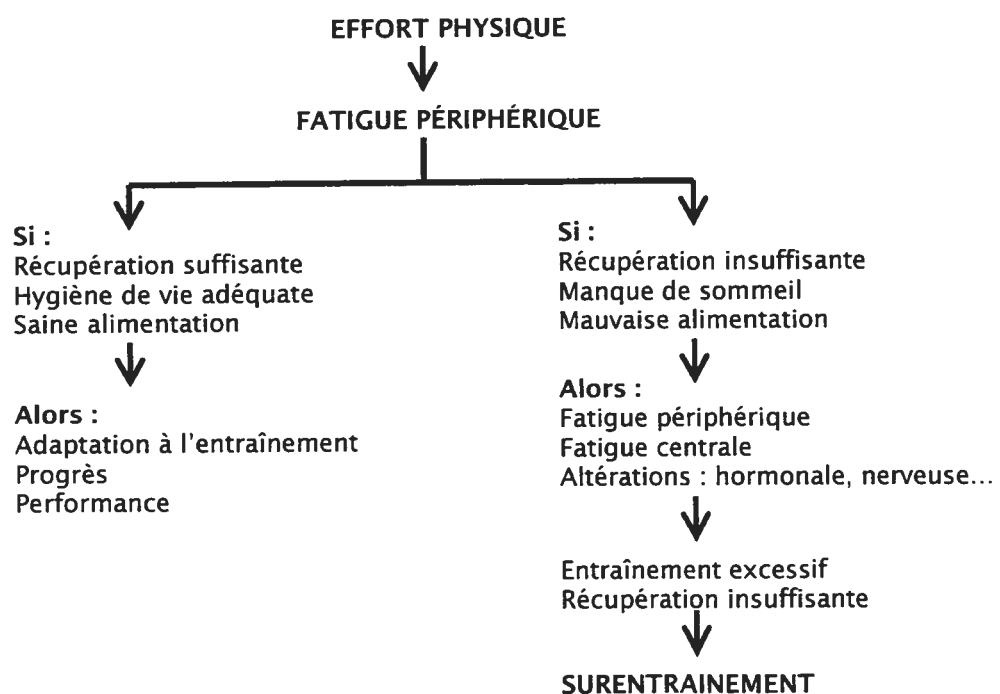 EFFORT PHYSIQUE
FATIGUE PÉRIPHÉRIQUE
Si :
Récupération suffisante
Hygiène de vie adéquate
Saine alimentation
Alors :
Adaptation à l'entraînement
Progrès
Performance
Si :
Récupération insuffisante
Manque de sommeil
Mauvaise alimentation
Alors :
Fatigue périphérique
Fatigue centrale
Altérations : hormonale, nerveuse...
Entraînement excessif
Récupération insuffisante
SURENTRAINEMENT